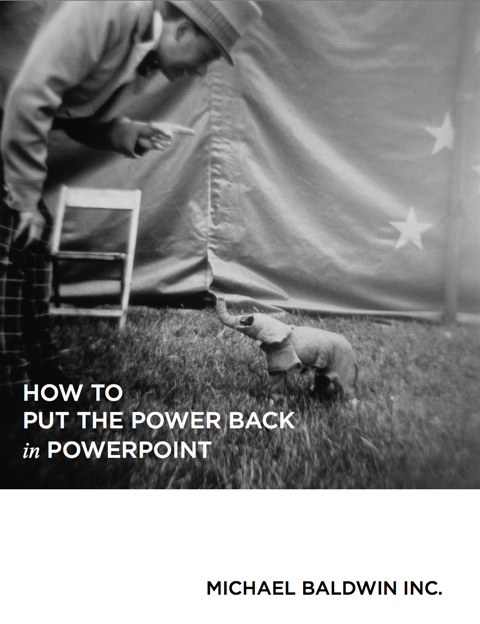 HOW TO
PUT THE POWER BACK
in POWERPOINT
MICHAEL BALDWIN INC.